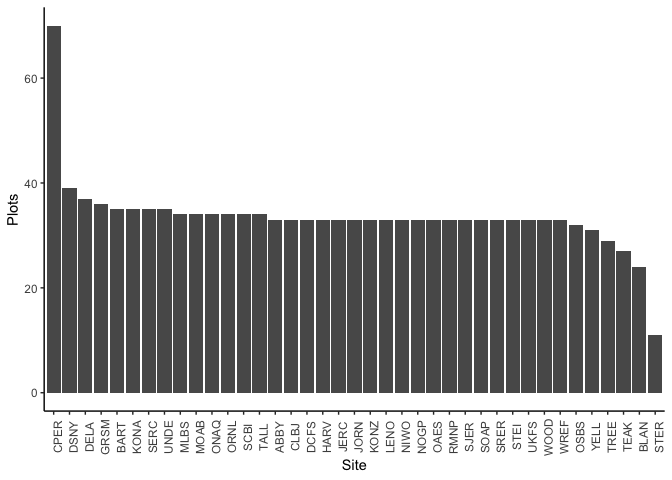 60
40
20
0
Plots
CPER DSNY DELA GRSM BART KONA SERC UNDE MLBS MOAB ONAQ ORNL SCBI TALL ABBY CLBJ DCFS HARV JERC JORN KONZ LENO NIWO NOGP OAES RMNP SJER SOAP SRER STEI UKFS WOOD WREF OSBS YELL TREE TEAK BLAN STER
Site